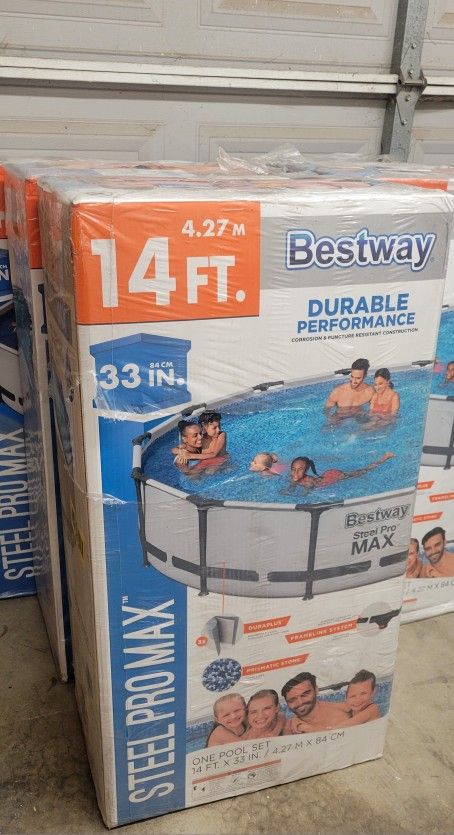 4.27 M
14 FT.
Bestway
DURABLE
PERFORMANCE
CORROSION & PUNCTURE RESISTANT CONSTRUCTION
84 CM
33 IN.
Bestway
Steel Pro
MAX
STEEL PRO MAX™
3x
DURAPLUS
FRAMELINK SYSTEM
PRISMATIC STONE
ONE POOL SET
14 FT. X 33 IN. / 4.27 M X 84 CM
STEEL PRO MAX